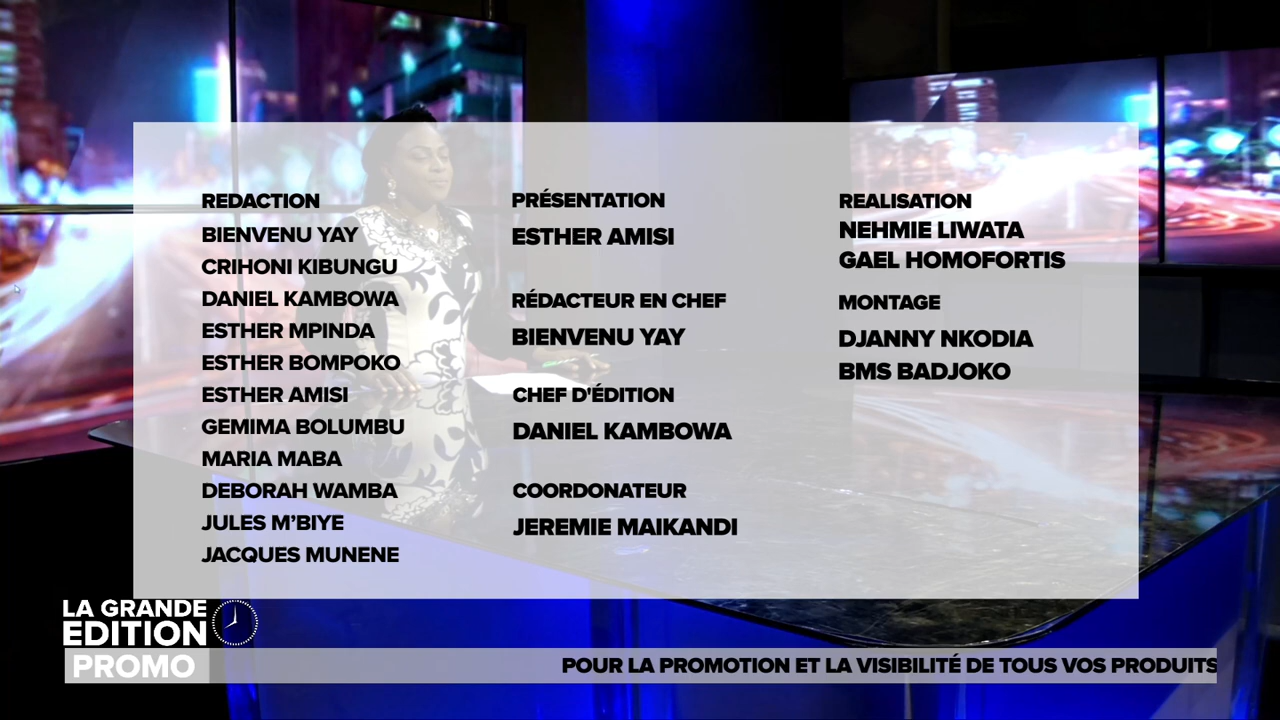 REDACTION
BIENVENU YAY
CRIHONI KIBUNGU
DANIEL KAMBOWA
ESTHER MPINDA
ESTHER BOMPOKO
ESTHER AMISI
GEMIMA BOLUMBU
MARIA MABA
DEBORAH WAMBA
JULES M’BIYE
JACQUES MUNENE
PRÉSENTATION
ESTHER AMISI
RÉDACTEUR EN CHEF
BIENVENU YAY
CHEF D'ÉDITION
DANIEL KAMBOWA
COORDONATEUR
JEREMIE MAIKANDI
REALISATION
NEHMIE LIWATA
GAEL HOMOFORTIS
MONTAGE
DJANNY NKODIA
BMS BADJOKO
LA GRANDE
EDITION
PROMO
POUR LA PROMOTION ET LA VISIBILITÉ DE TOUS VOS PRODUITS